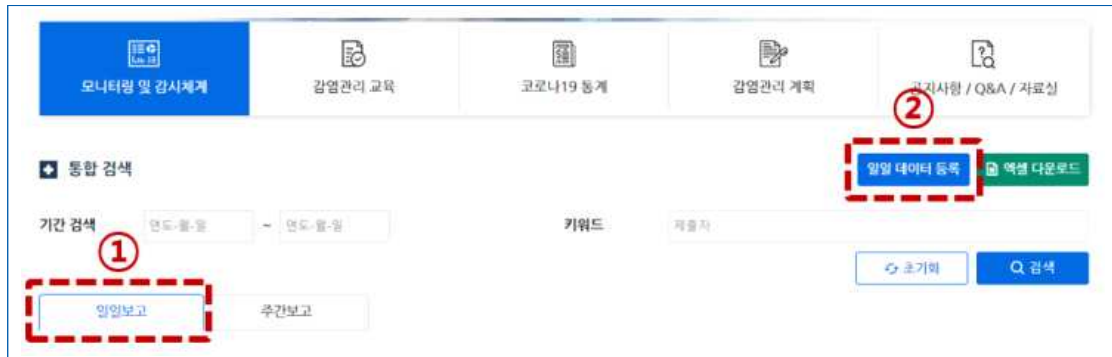 모니터링 및 감시체계
감염관리 교육
코로나19 통계
감염관리 계획
공지사항 / Q&A / 자료실
②
통합 검색
일일 데이터 등록
엑셀 다운로드
기간 검색
연도-월-일 ~ 연도-월-일
키워드
제출자
①
초기화
검색
일일보고
주간보고